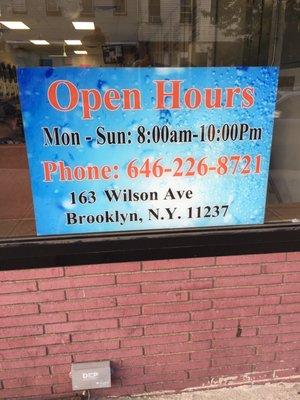 Open Hours
Mon - Sun: 8:00am-10:00Pm
Phone: 646-226-8721
163 Wilson Ave
Brooklyn, N.Y. 11237
DEP